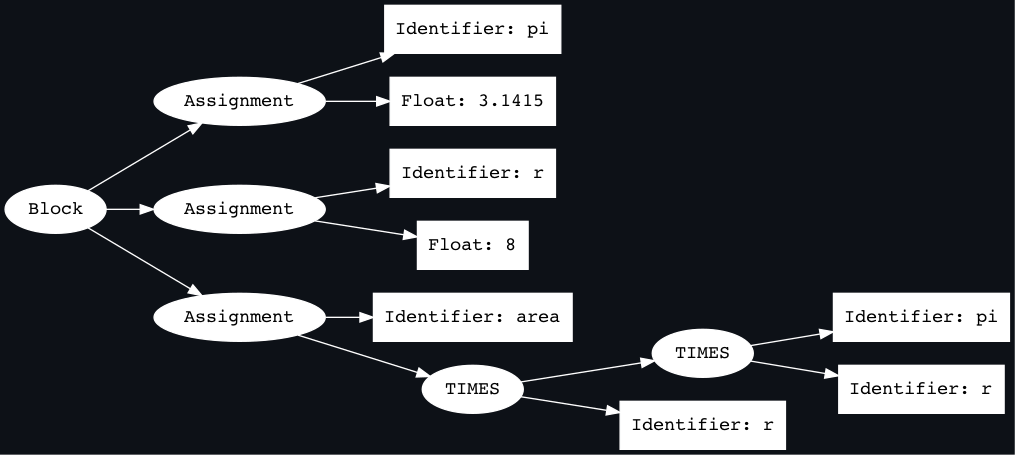 Identifier: pi
Assignment
Float: 3.1415
Identifier: r
Block
Assignment
Float: 8
Assignment
Identifier: area
Identifier: pi
TIMES
TIMES
Identifier: r
Identifier: r